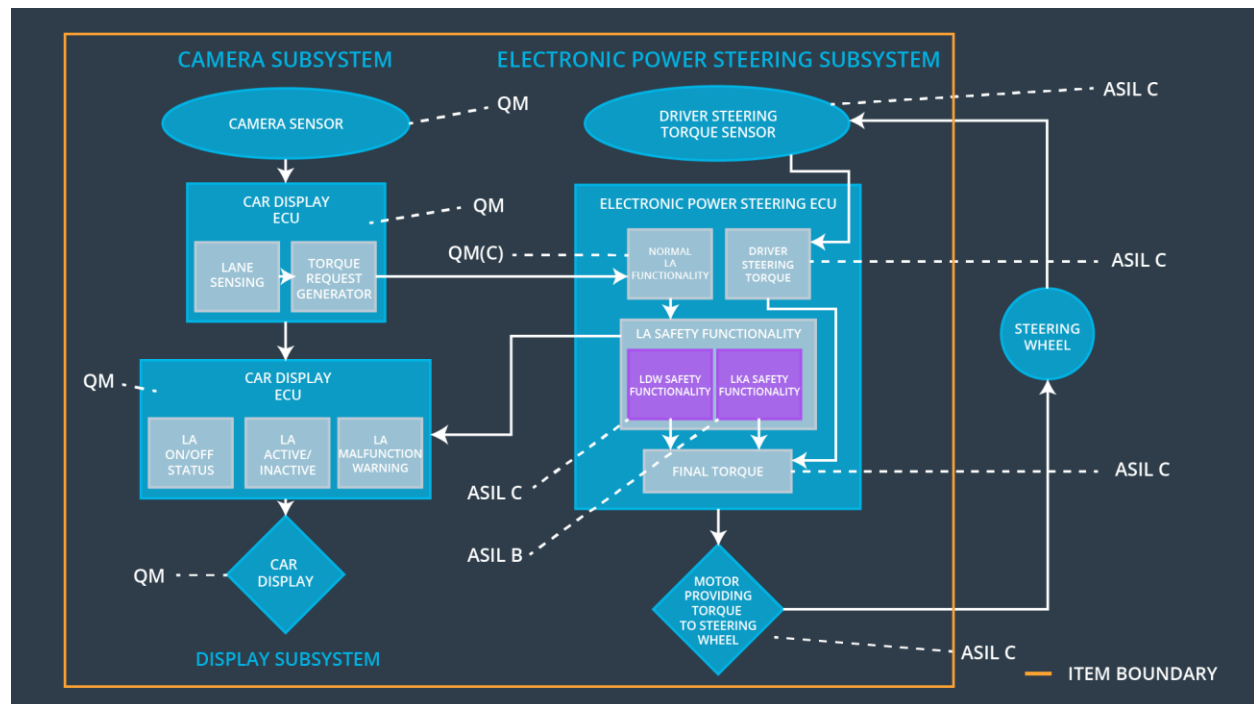 CAMERA SUBSYSTEM
ELECTRONIC POWER STEERING SUBSYSTEM
CAMERA SENSOR
QM
DRIVER STEERING
TORQUE SENSOR
ASIL C
CAR DISPLAY
ECU
QM
LANE
SENSING
TORQUE
REQUEST
GENERATOR
QM(C)
ELECTRONIC POWER STEERING ECU
NORMAL
LA
FUNCTIONALITY
DRIVER
STEERING
TORQUE
ASIL C
LA SAFETY FUNCTIONALITY
LDW SAFETY
FUNCTIONALITY
LKA SAFETY
FUNCTIONALITY
STEERING
WHEEL
QM
CAR DISPLAY
ECU
LA
ON/OFF
STATUS
LA
ACTIVE/
INACTIVE
LA
MALFUNCTION
WARNING
FINAL TORQUE
ASIL C
ASIL C
ASIL B
QM
CAR
DISPLAY
MOTOR
PROVIDING
TORQUE
TO STEERING
WHEEL
ASIL C
DISPLAY SUBSYSTEM
ITEM BOUNDARY